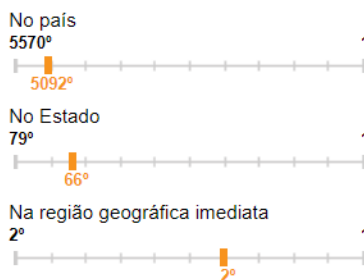 No país
5570º
5092º
No Estado
79º
66º
Na região geográfica imediata
2º
2º